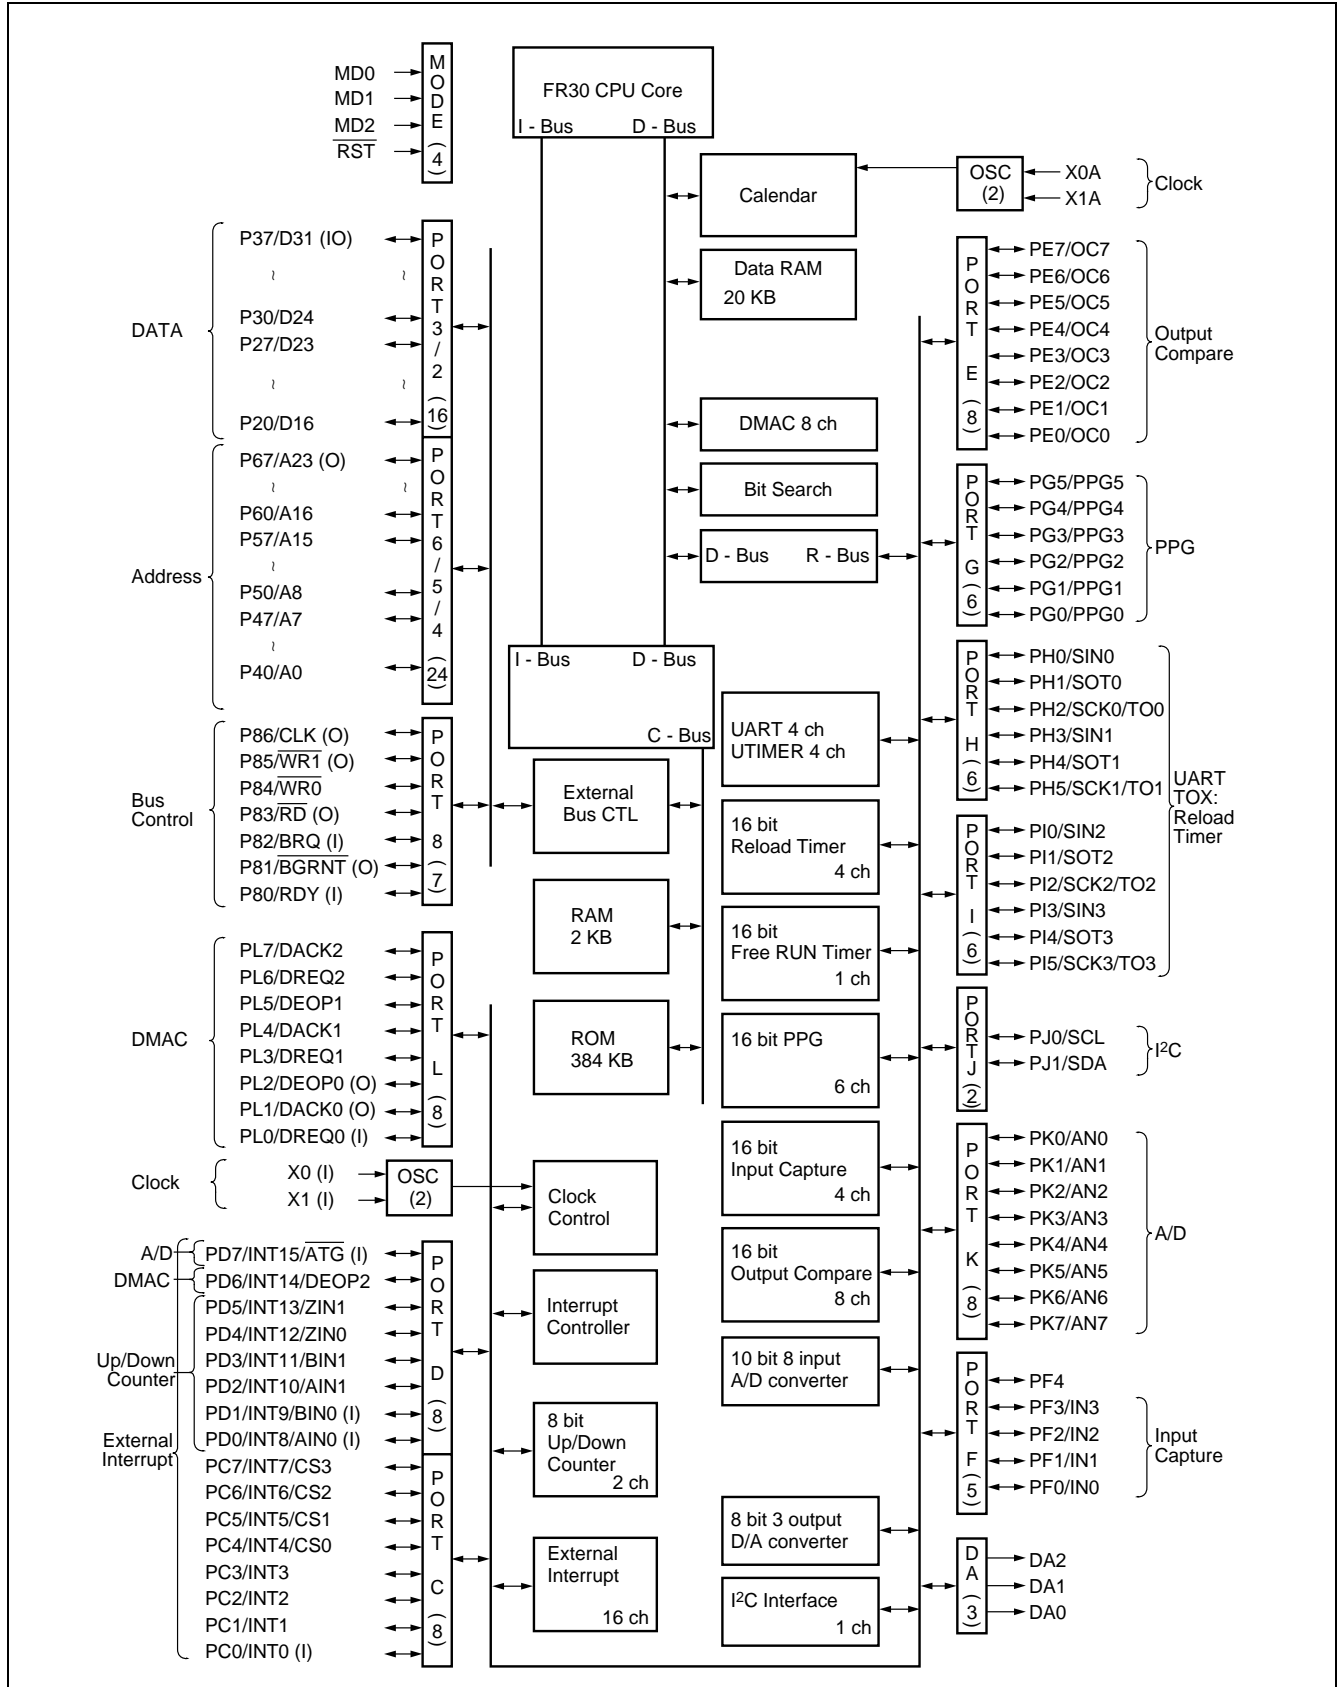 MD0
MD1
MD2
RST
MODE (4)
FR30 CPU Core
I - Bus D - Bus
Calendar
OSC
(2)
X0A
X1A
Clock
DATA
P37/D31 (IO)
~ ~
P30/D24
P27/D23
~ ~
P20/D16
PORT3/2 (16)
Data RAM
20 KB
DMAC 8 ch
Bit Search
D - Bus R - Bus
PORT E (8)
PE7/OC7
PE6/OC6
PE5/OC5
PE4/OC4
PE3/OC3
PE2/OC2
PE1/OC1
PE0/OC0
Output
Compare
Address
P67/A23 (O)
~ ~
P60/A16
P57/A15
~
P50/A8
P47/A7
~
P40/A0
PORT6/5/4 (24)
PORT G (6)
PG5/PPG5
PG4/PPG4
PG3/PPG3
PG2/PPG2
PG1/PPG1
PG0/PPG0
PPG
I - Bus D - Bus
C - Bus
Bus
Control
P86/CLK (O)
P85/WR1 (O)
P84/WR0
P83/RD (O)
P82/BRQ (I)
P81/BGRNT (O)
P80/RDY (I)
PORT 8 (7)
External
Bus CTL
RAM
2 KB
ROM
384 KB
UART 4 ch
UTIMER 4 ch
16 bit
Reload Timer
4 ch
16 bit
Free RUN Timer
1 ch
16 bit PPG
6 ch
16 bit
Input Capture
4 ch
16 bit
Output Compare
8 ch
10 bit 8 input
A/D converter
8 bit 3 output
D/A converter
I2C Interface
1 ch
PORT H (6)
PH0/SIN0
PH1/SOT0
PH2/SCK0/TO0
PH3/SIN1
PH4/SOT1
PH5/SCK1/TO1
PORT I (6)
PI0/SIN2
PI1/SOT2
PI2/SCK2/TO2
PI3/SIN3
PI4/SOT3
PI5/SCK3/TO3
UART
TOX:
Reload
Timer
PORTJ (2)
PJ0/SCL
PJ1/SDA
I2C
PORT K (8)
PK0/AN0
PK1/AN1
PK2/AN2
PK3/AN3
PK4/AN4
PK5/AN5
PK6/AN6
PK7/AN7
A/D
PORT F (5)
PF4
PF3/IN3
PF2/IN2
PF1/IN1
PF0/IN0
Input
Capture
DA (3)
DA2
DA1
DA0
DMAC
PL7/DACK2
PL6/DREQ2
PL5/DEOP1
PL4/DACK1
PL3/DREQ1
PL2/DEOP0 (O)
PL1/DACK0 (O)
PL0/DREQ0 (I)
PORT L (8)
Clock
X0 (I)
X1 (I)
OSC
(2)
Clock
Control
Interrupt
Controller
8 bit
Up/Down
Counter
2 ch
External
Interrupt
16 ch
A/D
DMAC
Up/Down
Counter
External
Interrupt
PD7/INT15/ATG (I)
PD6/INT14/DEOP2
PD5/INT13/ZIN1
PD4/INT12/ZIN0
PD3/INT11/BIN1
PD2/INT10/AIN1
PD1/INT9/BIN0 (I)
PD0/INT8/AIN0 (I)
PORT D (8)
PC7/INT7/CS3
PC6/INT6/CS2
PC5/INT5/CS1
PC4/INT4/CS0
PC3/INT3
PC2/INT2
PC1/INT1
PC0/INT0 (I)
PORT C (8)